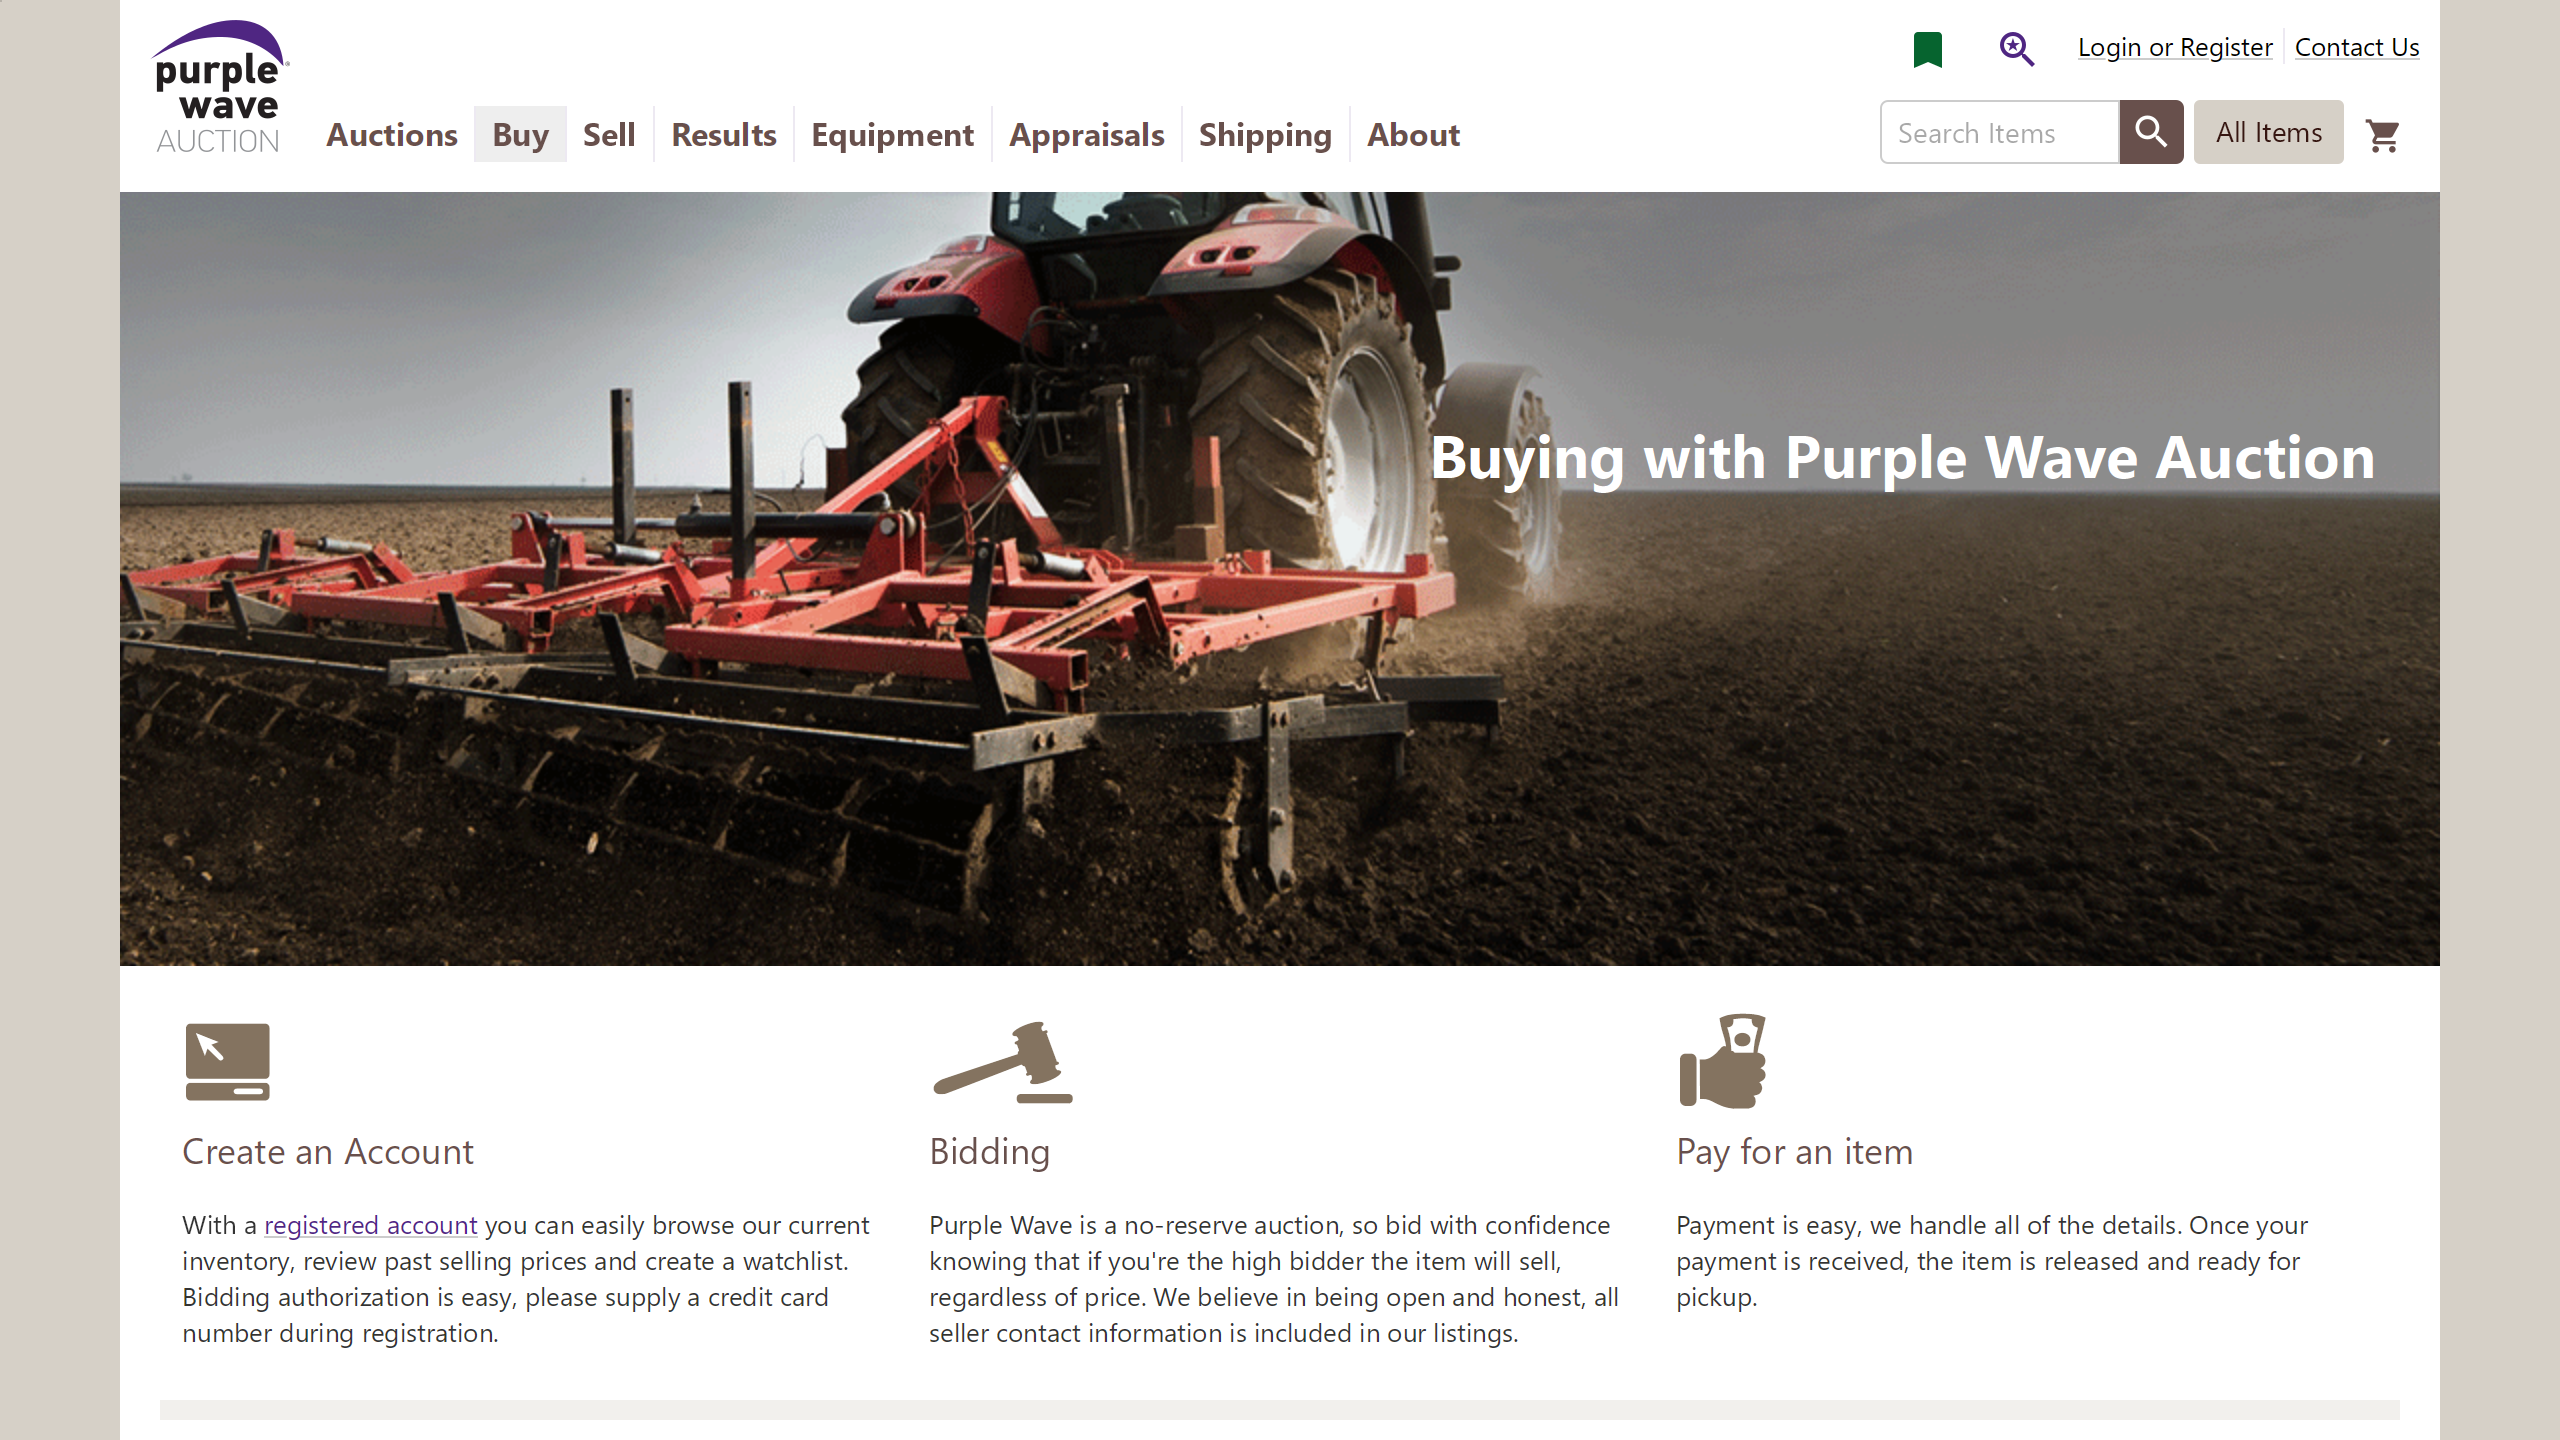 purple
wave
AUCTION
Login or Register
Contact Us
Auctions
Buy
Sell
Results
Equipment
Appraisals
Shipping
About
Search Items
All Items
Buying with Purple Wave Auction
Create an Account
With a registered account you can easily browse our current
inventory, review past selling prices and create a watchlist.
Bidding authorization is easy, please supply a credit card
number during registration.
Bidding
Purple Wave is a no-reserve auction, so bid with confidence
knowing that if you're the high bidder the item will sell,
regardless of price. We believe in being open and honest, all
seller contact information is included in our listings.
Pay for an item
Payment is easy, we handle all of the details. Once your
payment is received, the item is released and ready for
pickup.